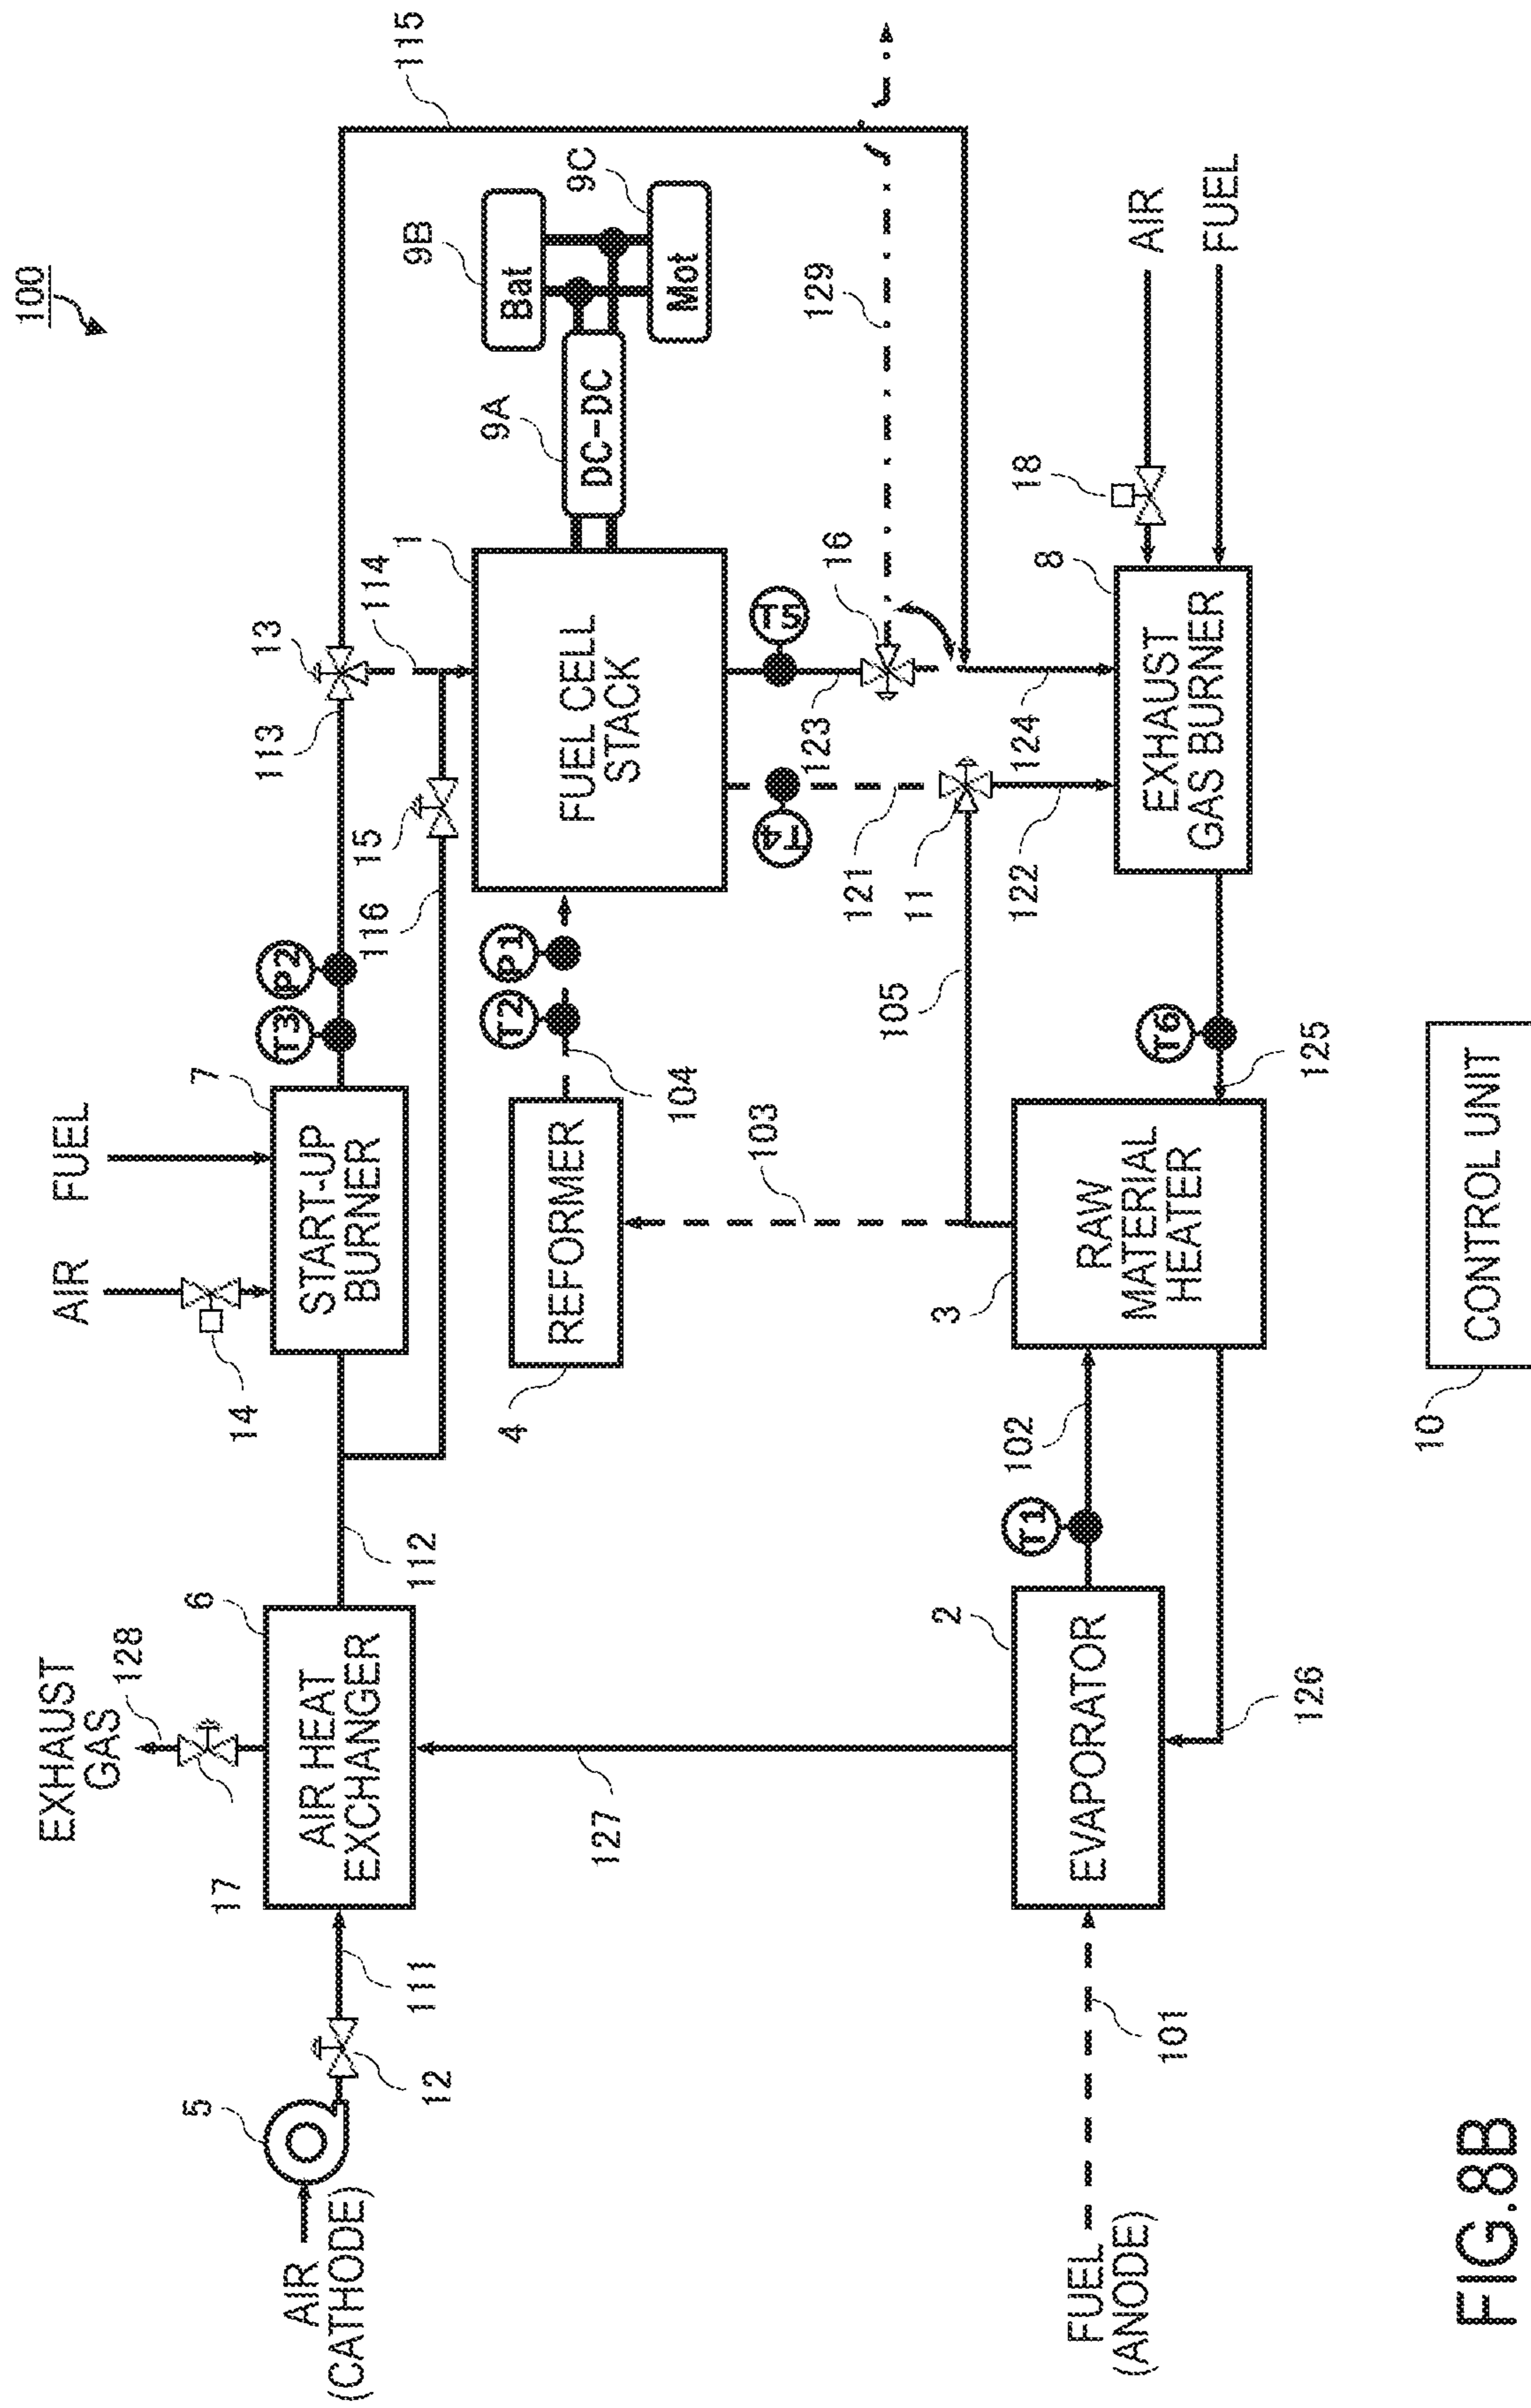 100
115
EXHAUST
GAS
128
17
AIR
FUEL
14
7
START-UP
BURNER
T3
P2
113
13
5
AIR
(CATHODE)
12
111
6
AIR HEAT
EXCHANGER
112
116
15
114
4
REFORMER
104
T2
P1
1
FUEL CELL
STACK
9A
DC-DC
9B
Bat
9C
Mot
127
103
105
121
T4
11
123
T5
16
129
FUEL
(ANODE)
101
2
EVAPORATOR
T1
102
3
RAW
MATERIAL
HEATER
122
124
8
EXHAUST
GAS BURNER
18
AIR
FUEL
126
T6
125
10
CONTROL UNIT
FIG.8B